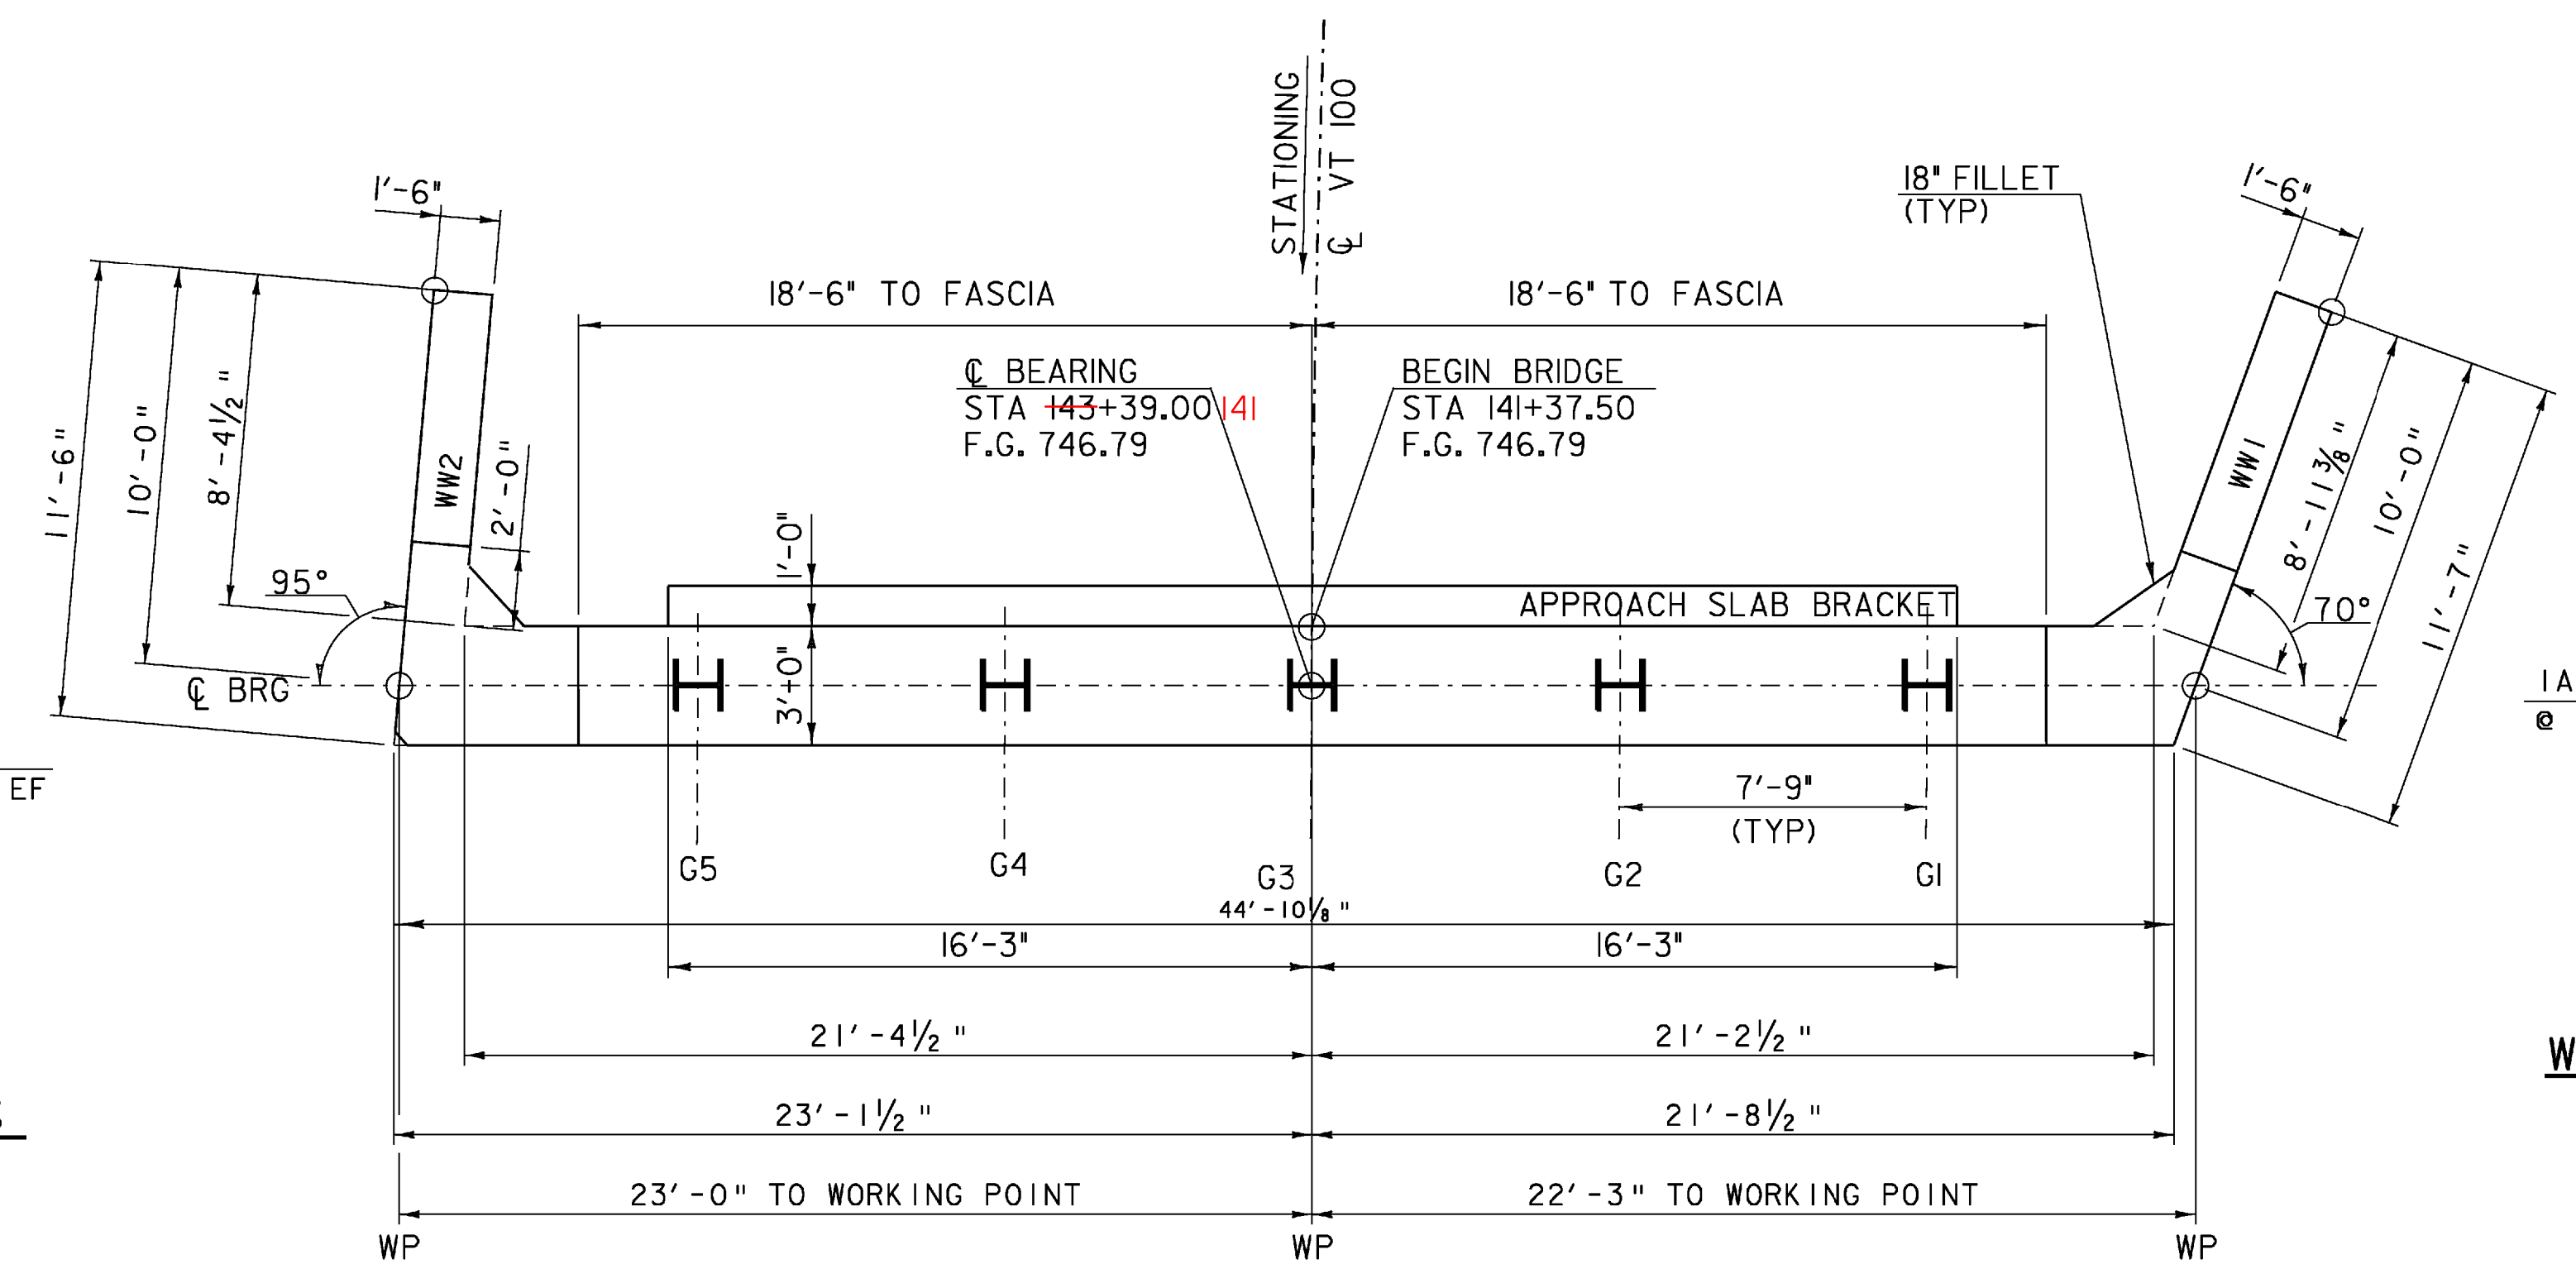 STATIONING
℄ VT 100
1'-6"
18" FILLET
(TYP)
1'-6"
18'-6" TO FASCIA
18'-6" TO FASCIA
℄ BEARING
STA 143+39.00 141
F.G. 746.79
BEGIN BRIDGE
STA 141+37.50
F.G. 746.79
11'-6"
10'-0"
8'-4½"
WW2
2'-0"
95°
1'-0"
APPROACH SLAB BRACKET
WW1
8'-11⅜"
10'-0"
11'-7"
70°
℄ BRG
3'-0"
1A
@
EF
7'-9"
(TYP)
G5
G4
G3
G2
G1
44'-10⅛"
16'-3"
16'-3"
21'-4½"
21'-2½"
W
23'-1½"
21'-8½"
23'-0" TO WORKING POINT
22'-3" TO WORKING POINT
WP
WP
WP